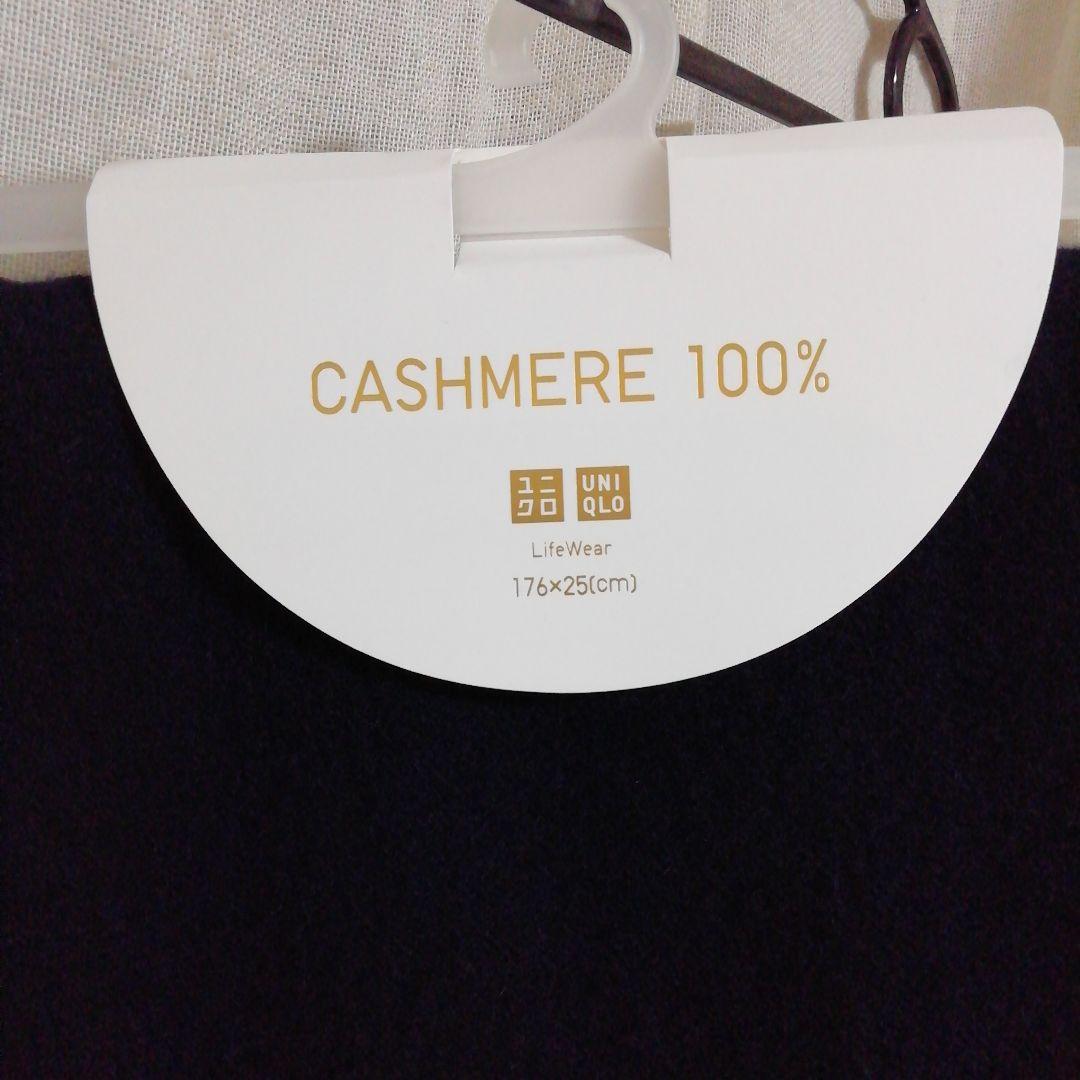 CASHMERE 100%
ユニ
クロ
UNI
QLO
LifeWear
176×25(cm)